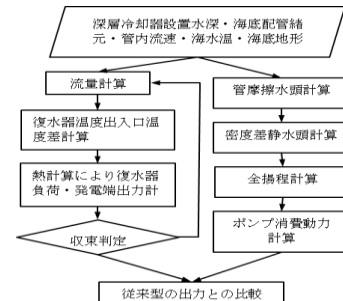 深層冷却器設置水深・海底配管緒
元・管内流速・海水温・海底地形
流量計算
復水器温度出入口温
度差計算
熱計算により復水器
負荷・発電端出力計
収束判定
管摩擦水頭計算
密度差静水頭計算
全揚程計算
ポンプ消費動力
計算
従来型の出力との比較